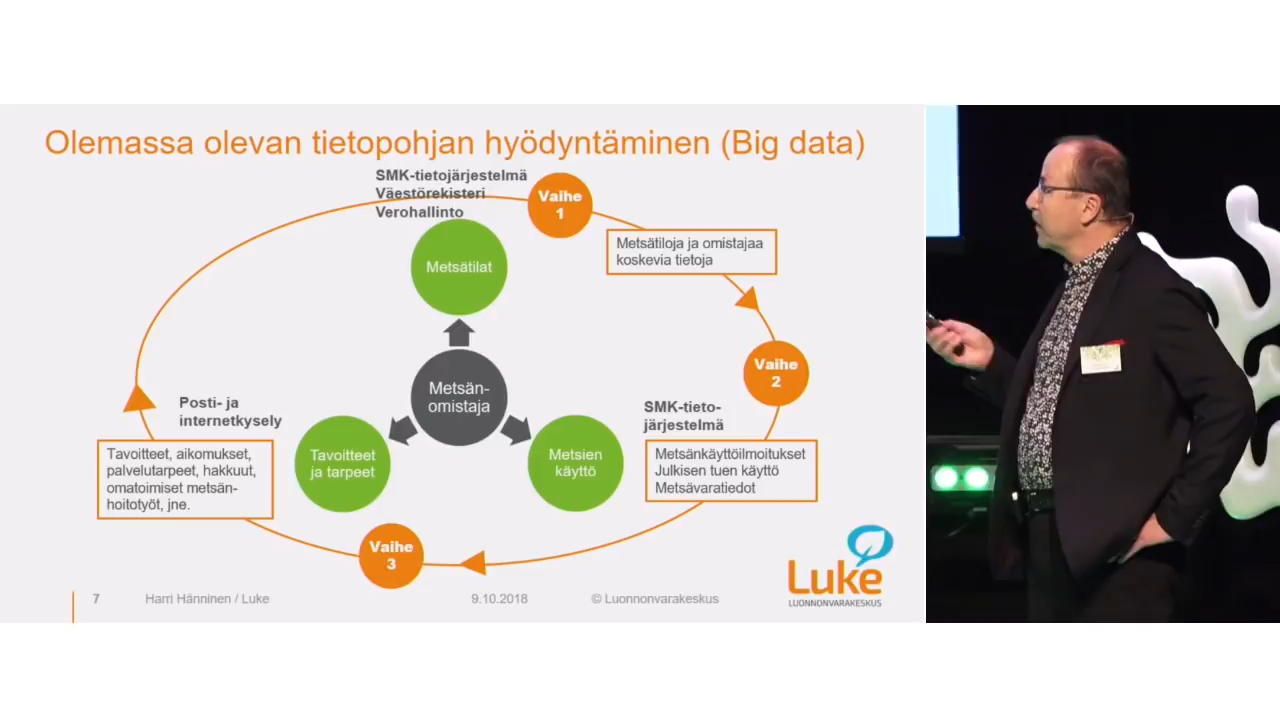 Olemassa olevan tietopohjan hyödyntäminen (Big data)
SMK-tietojärjestelmä
Väestörekisteri
Verohallinto
Vaihe
1
Metsätiloja ja omistajaa
koskevia tietoja
Metsätilat
Vaihe
2
Metsän-
omistaja
Posti- ja
internetkysely
SMK-tieto-
järjestelmä
Tavoitteet, aikomukset,
palvelutarpeet, hakkuut,
omatoimiset metsän-
hoitotyöt, jne.
Tavoitteet
ja tarpeet
Metsien
käyttö
Metsänkäyttöilmoitukset
Julkisen tuen käyttö
Metsävaratiedot
Vaihe
3
Luke
LUONNONVARAKESKUS
7 Harri Hänninen / Luke 9.10.2018 © Luonnonvarakeskus